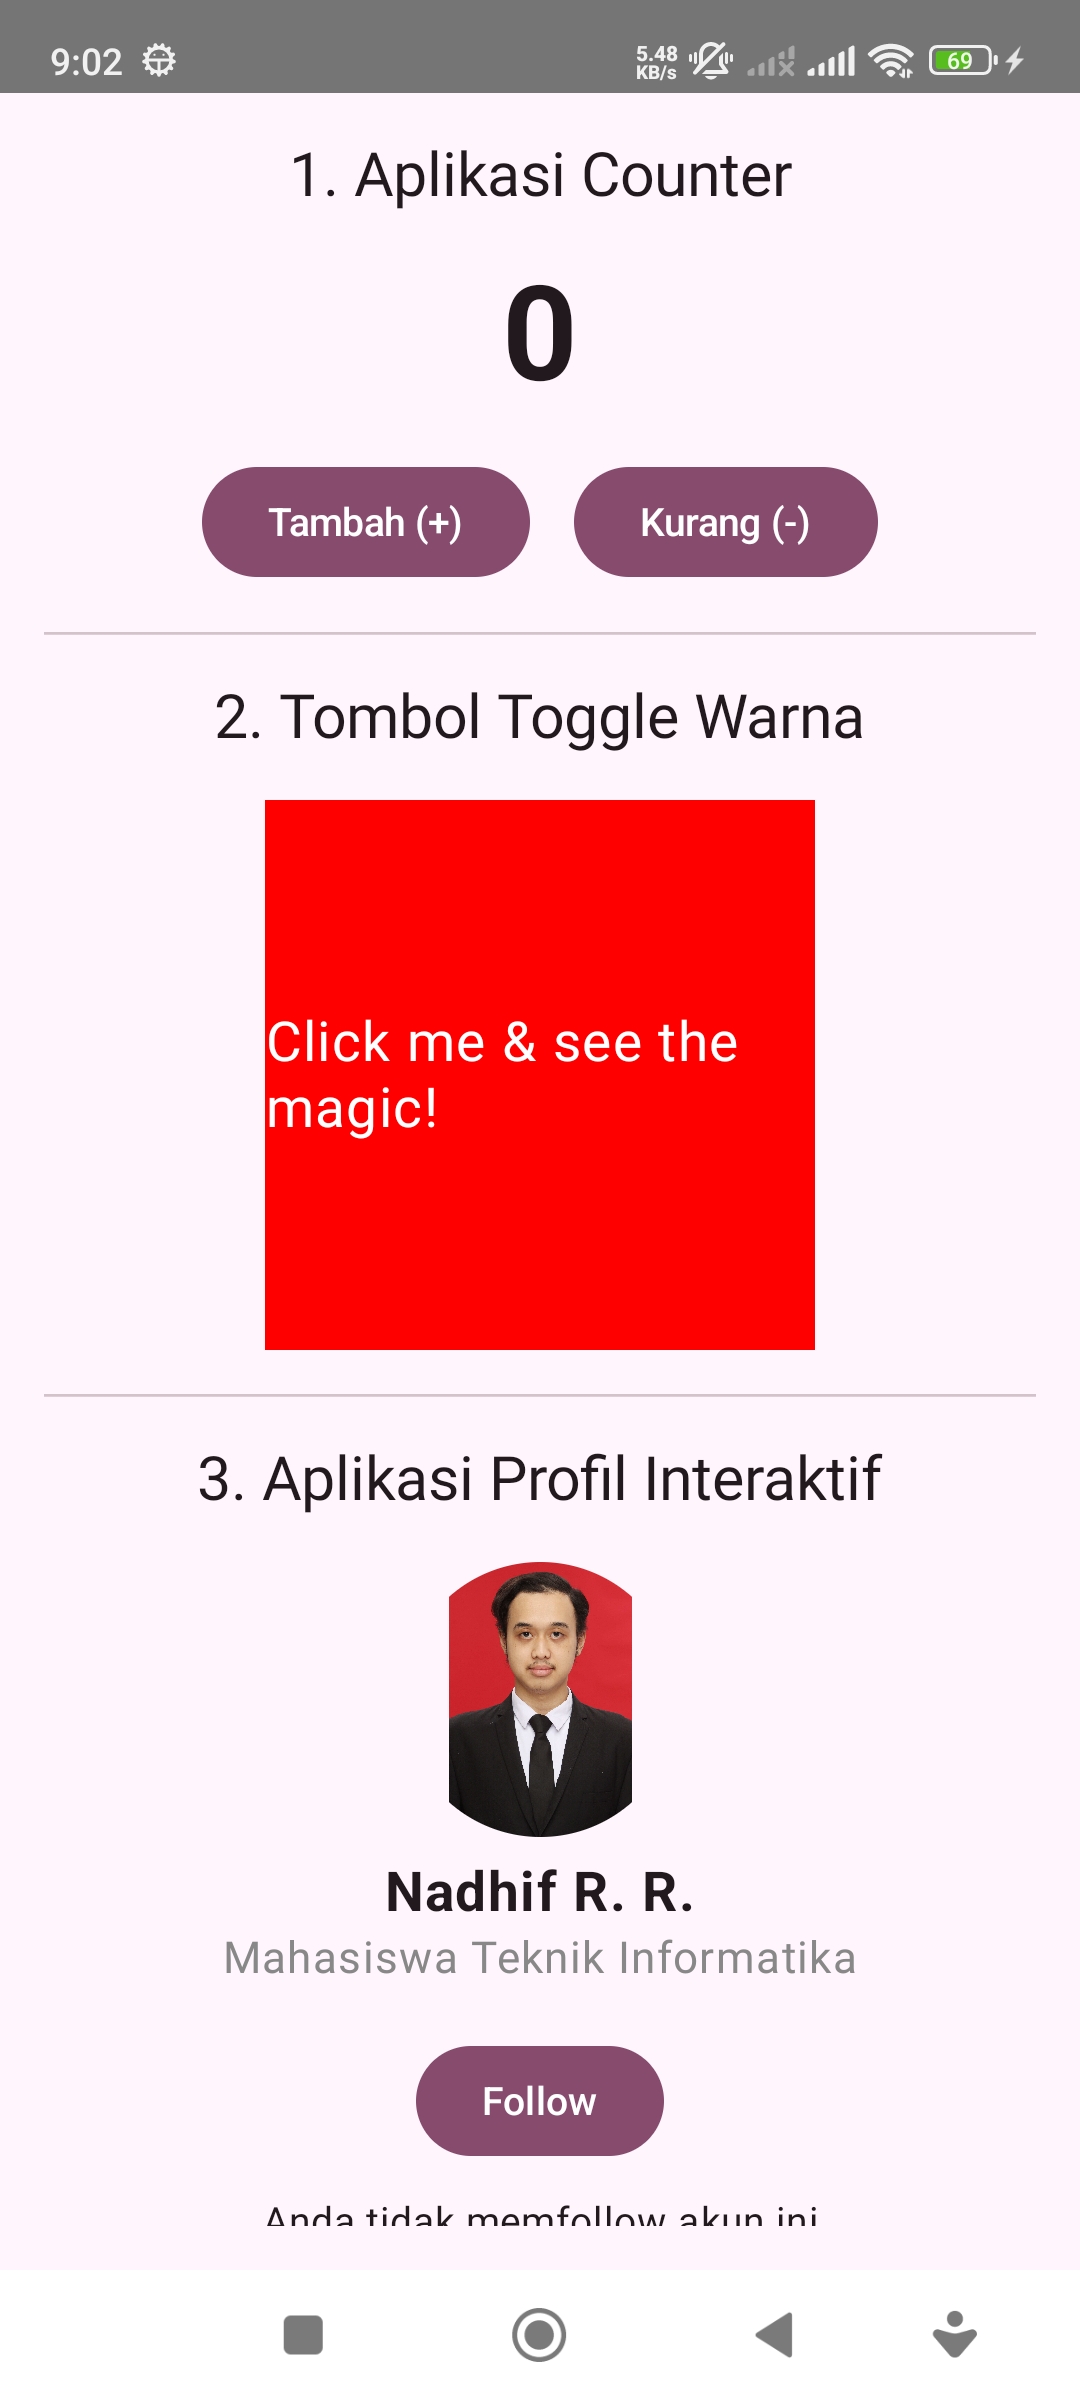 9:02
5.48
KB/s
69
1. Aplikasi Counter
0
Tambah (+)
Kurang (-)
2. Tombol Toggle Warna
Click me & see the
magic!
3. Aplikasi Profil Interaktif
Nadhif R. R.
Mahasiswa Teknik Informatika
Follow
Anda tidak memfollow akun ini